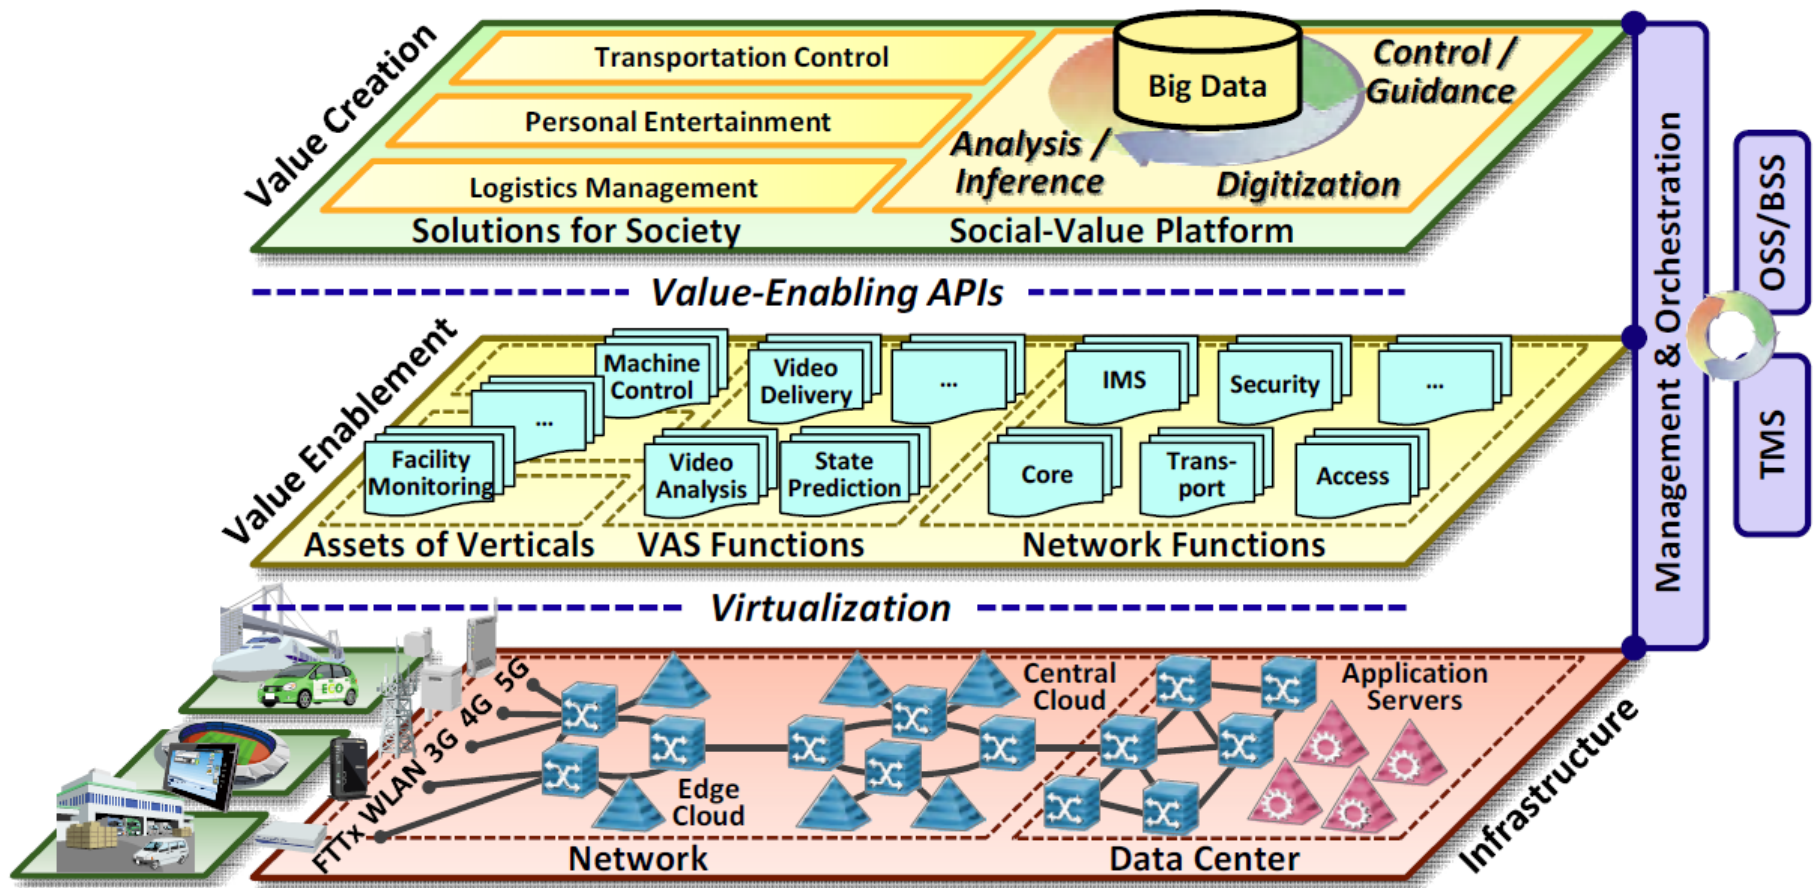 Value Creation
Transportation Control
Personal Entertainment
Logistics Management
Solutions for Society
Big Data
Control /
Guidance
Analysis /
Inference
Digitization
Social-Value Platform
Value-Enabling APIs
Value Enablement
Machine
Control
...
Facility
Monitoring
Assets of Verticals
Video
Delivery
...
Video
Analysis
State
Prediction
VAS Functions
IMS
Security
...
Core
Trans-
port
Access
Network Functions
Virtualization
Infrastructure
ECO
5G
4G
3G
WLAN
FTTx
Edge
Cloud
Central
Cloud
Network
Application
Servers
Data Center
Management & Orchestration
OSS/BSS
TMS